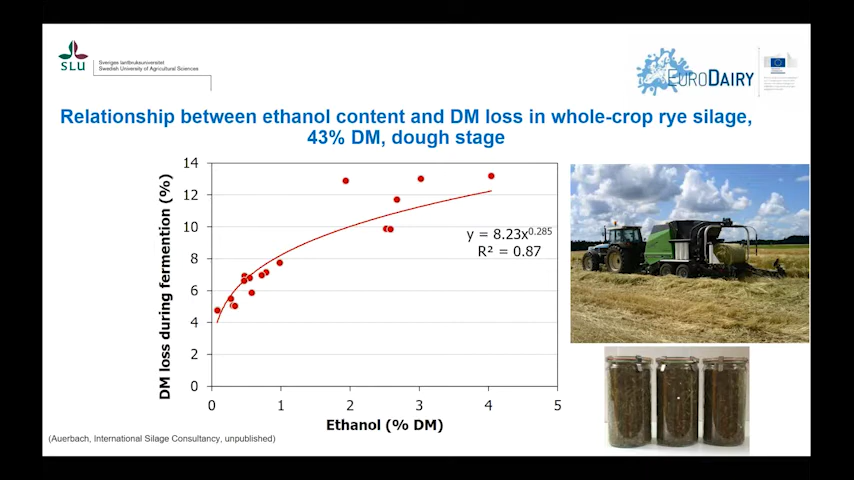 SLU
Sveriges lantbruksuniversitet
Swedish University of Agricultural Sciences
EURODAIRY
Relationship between ethanol content and DM loss in whole-crop rye silage,
43% DM, dough stage
DM loss during fermention (%)
14
12
10
8
6
4
2
0
y = 8.23x^0.285
R² = 0.87
0 1 2 3 4 5
Ethanol (% DM)
(Auerbach, International Silage Consultancy, unpublished)